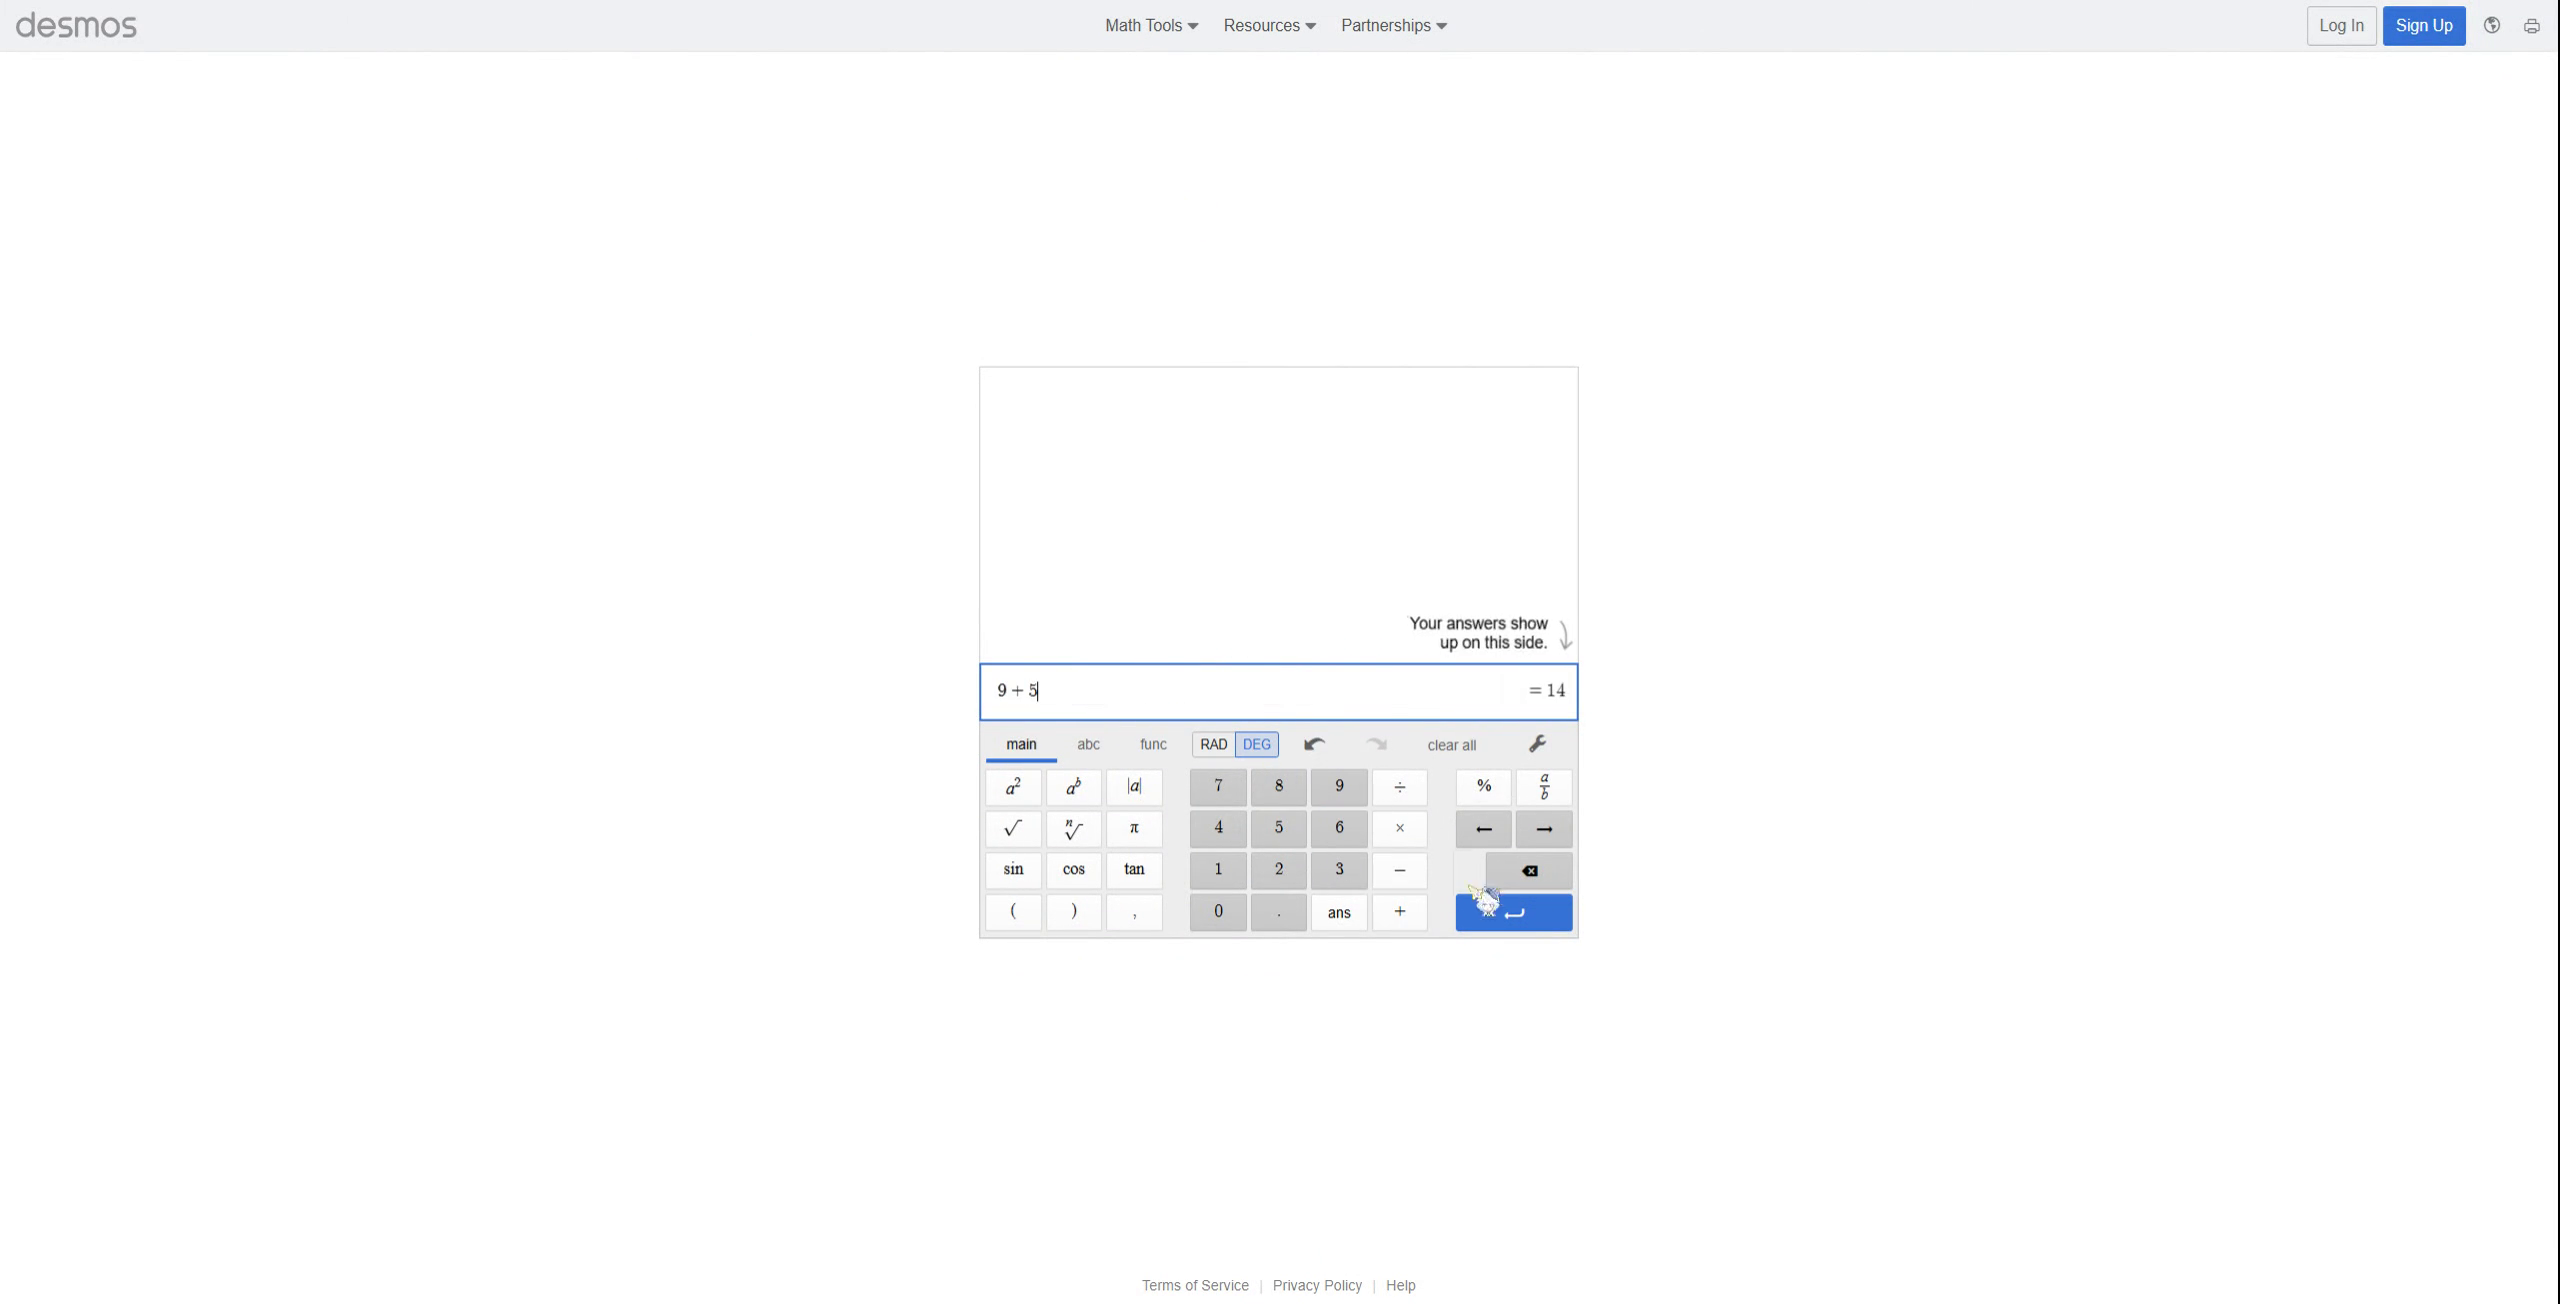 desmos
Math Tools Resources Partnerships
Log In Sign Up
Your answers show
up on this side.
9 + 5 = 14
main abc func RAD DEG clear all
a² aᵇ |a| 7 8 9 ÷ % a/b
√ ⁿ√ π 4 5 6 × ← →
sin cos tan 1 2 3 −
( ) , 0 . ans +
Terms of Service | Privacy Policy | Help